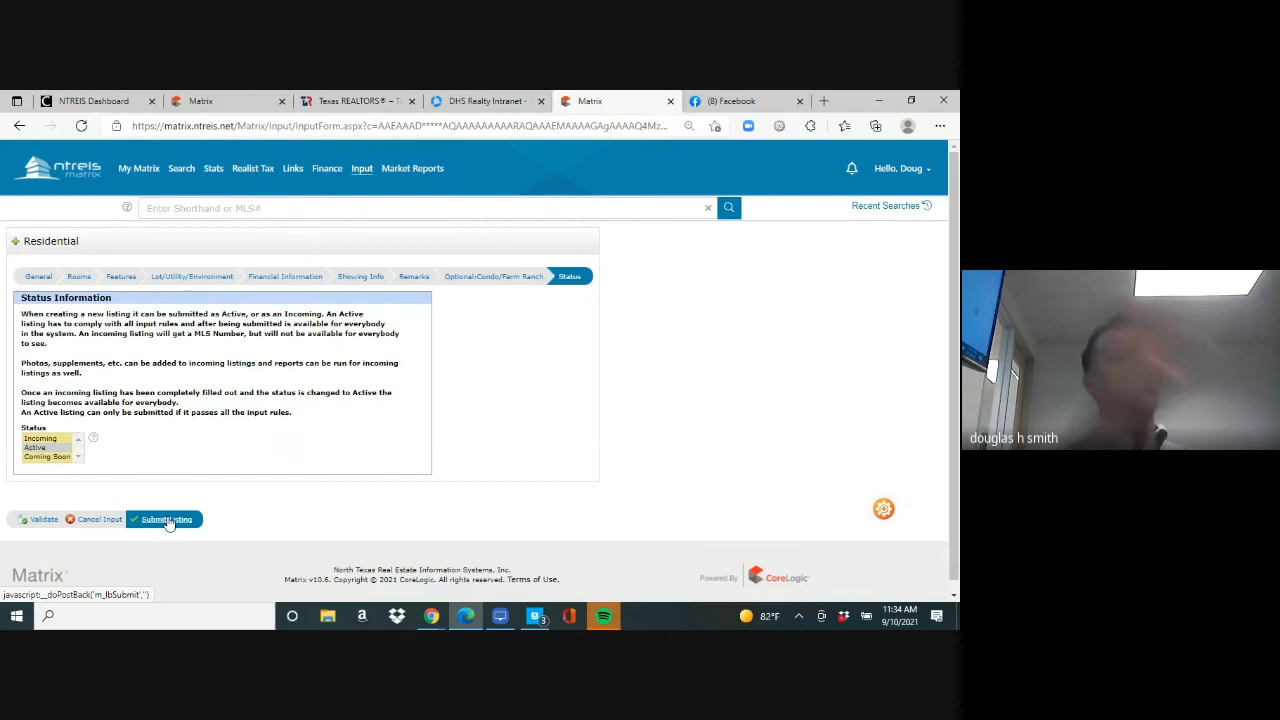 NTREIS Dashboard
Matrix
Texas REALTORS® – T
DHS Realty Intranet -
Matrix
(8) Facebook
https://matrix.ntreis.net/Matrix/Input/InputForm.aspx?c=AAEAAAD*****AQAAAAAAAAARAQAAAEMAAAAGAgAAAAQ4Mz...
ntreis
matrix
My Matrix
Search
Stats
Realist Tax
Links
Finance
Input
Market Reports
Hello, Doug
Enter Shorthand or MLS#
Recent Searches
Residential
General
Rooms
Features
Lot/Utility/Environment
Financial Information
Showing Info
Remarks
Optional:Condo/Farm Ranch
Status
Status Information
When creating a new listing it can be submitted as Active, or as an Incoming. An Active
listing has to comply with all input rules and after being submitted is available for everybody
in the system. An incoming listing will get a MLS Number, but will not be available for everybody
to see.
Photos, supplements, etc. can be added to incoming listings and reports can be run for incoming
listings as well.
Once an incoming listing has been completely filled out and the status is changed to Active the
listing becomes available for everybody.
An Active listing can only be submitted if it passes all the input rules.
Status
Incoming
Active
Coming Soon
Validate
Cancel Input
Submit Listing
Matrix
North Texas Real Estate Information Systems, Inc.
Matrix v10.6. Copyright © 2021 CoreLogic. All rights reserved. Terms of Use.
Powered By
CoreLogic
javascript:__doPostBack('m_lbSubmit','')
3
82°F
11:34 AM
9/10/2021
douglas h smith